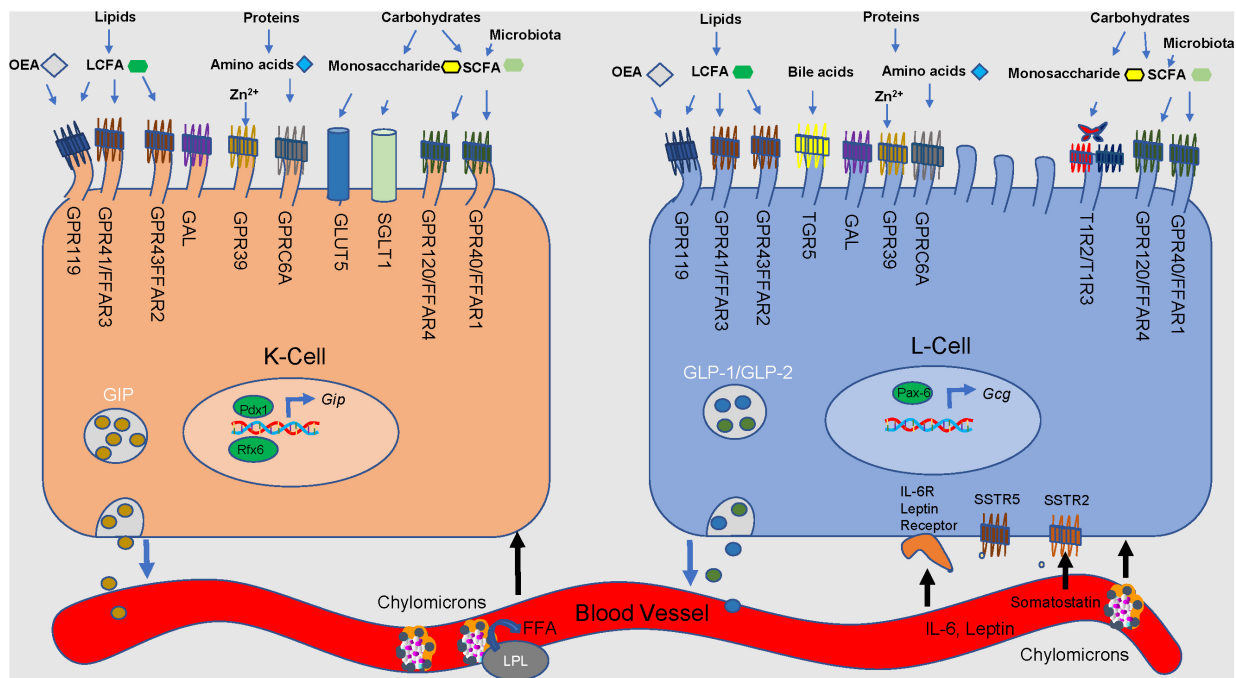 Lipids
Proteins
Carbohydrates
Microbiota
OEA
LCFA
Amino acids
Monosaccharide
SCFA
Zn2+
GPR119
GPR41/FFAR3
GPR43FFAR2
GAL
GPR39
GPRC6A
GLUT5
SGLT1
GPR120/FFAR4
GPR40/FFAR1
K-Cell
GIP
Pdx1
Gip
Rfx6
Lipids
Proteins
Carbohydrates
Microbiota
OEA
LCFA
Bile acids
Amino acids
Monosaccharide
SCFA
Zn2+
GPR119
GPR41/FFAR3
GPR43FFAR2
TGR5
GAL
GPR39
GPRC6A
T1R2/T1R3
GPR120/FFAR4
GPR40/FFAR1
L-Cell
GLP-1/GLP-2
Pax-6
Gcg
IL-6R
Leptin
Receptor
SSTR5
SSTR2
Chylomicrons
FFA
LPL
Blood Vessel
Somatostatin
IL-6, Leptin
Chylomicrons